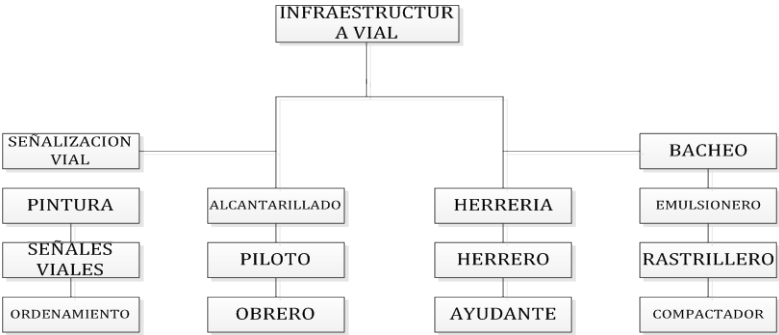 INFRAESTRUCTUR
A VIAL
SEÑALIZACION
VIAL
BACHEO
PINTURA
ALCANTARILLADO
HERRERIA
EMULSIONERO
SEÑALES
VIALES
PILOTO
HERRERO
RASTRILLERO
ORDENAMIENTO
OBRERO
AYUDANTE
COMPACTADOR